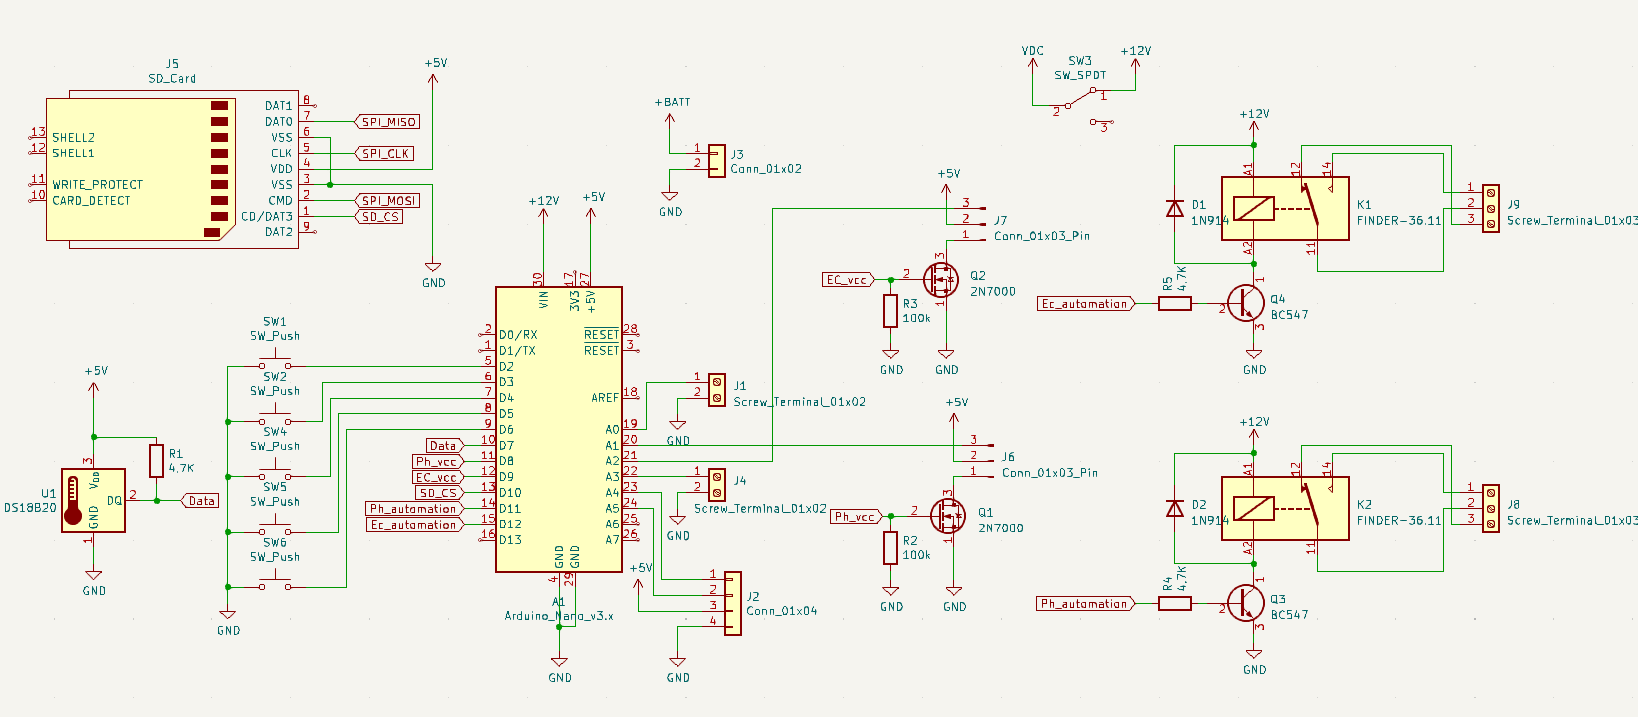 J5
SD_Card
DAT1 8
DAT0 7
VSS 6
CLK 5
VDD 4
VSS 3
CMD 2
CD/DAT3 1
DAT2 9
13 SHELL2
12 SHELL1
11 WRITE_PROTECT
10 CARD_DETECT
SPI_MISO
SPI_CLK
SPI_MOSI
SD_CS
+5V
GND
+BATT
1
2
J3
Conn_01x02
GND
VDC
SW3
SW_SPDT
+12V
2
1
3
+12V
+5V
30
17
27
VIN
3V3
+5V
2 D0/RX
1 D1/TX
5 D2
6 D3
7 D4
8 D5
9 D6
10 D7
11 D8
12 D9
13 D10
14 D11
15 D12
16 D13
RESET 28
RESET 3
AREF 18
A0 19
A1 20
A2 21
A3 22
A4 23
A5 24
A6 25
A7 26
GND
GND
4
29
A1
Arduino_Nano_v3.x
GND
Data
Ph_vcc
EC_vcc
SD_CS
Ph_automation
Ec_automation
SW1
SW_Push
SW2
SW_Push
SW4
SW_Push
SW5
SW_Push
SW6
SW_Push
GND
+5V
R1
4.7K
U1
DS18B20
3
VDD
DQ 2
GND
1
Data
GND
1
2
J1
Screw_Terminal_01x02
GND
1
2
J4
Screw_Terminal_01x02
GND
+5V
1
2
3
4
J2
Conn_01x04
GND
+5V
3
2
1
J7
Conn_01x03_Pin
EC_vcc
2
3
1
Q2
2N7000
R3
100k
GND
GND
+5V
3
2
1
J6
Conn_01x03_Pin
Ph_vcc
2
3
1
Q1
2N7000
R2
100k
GND
GND
+12V
A1
12
14
D1
1N914
K1
FINDER-36.11
A2
11
1
2
3
J9
Screw_Terminal_01x03
Ec_automation
R5
4.7K
2
1
3
Q4
BC547
GND
+12V
A1
12
14
D2
1N914
K2
FINDER-36.11
A2
11
1
2
3
J8
Screw_Terminal_01x03
Ph_automation
R4
4.7K
2
1
3
Q3
BC547
GND